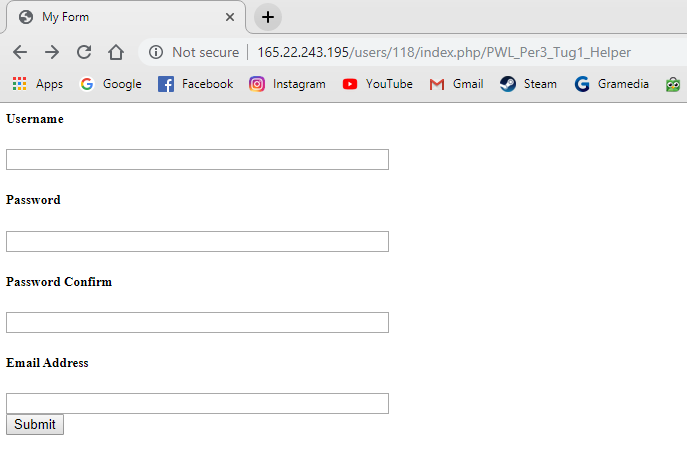 My Form
Not secure | 165.22.243.195/users/118/index.php/PWL_Per3_Tug1_Helper
Apps Google Facebook Instagram YouTube Gmail Steam Gramedia
Username
Password
Password Confirm
Email Address
Submit